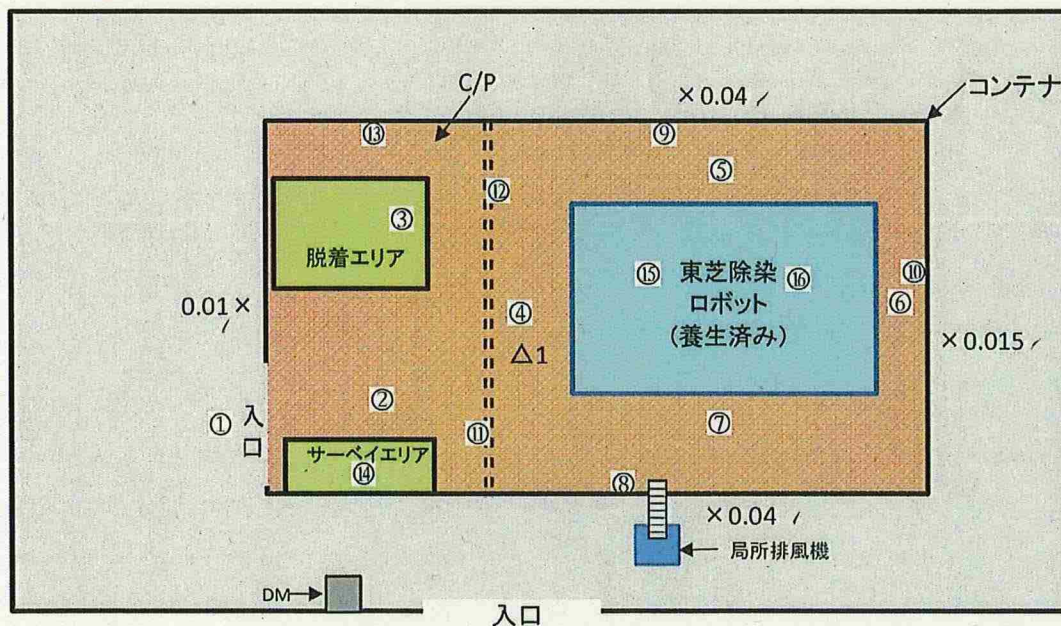 C/P
×0.04
コンテナ
⑬
⑨
⑤
⑫
③
脱着エリア
⑮
東芝除染
ロボット
(養生済み)
⑯
⑩
⑥
0.01×
④
△1
×0.015
②
①
入
口
⑦
⑪
サーベイエリア
⑭
⑧
×0.04
局所排風機
DM
入口